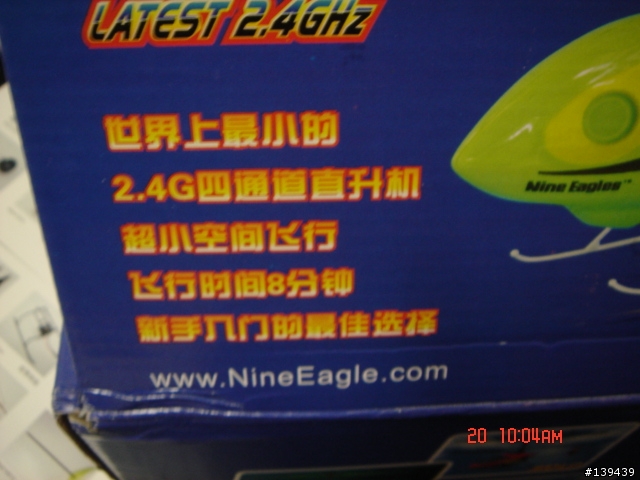 LATEST 2.4GHz
世界上最小的
2.4G四通道直升机
超小空间飞行
飞行时间8分钟
新手入门的最佳选择
www.NineEagle.com
Nine Eagles™
20 10:04AM
#139439